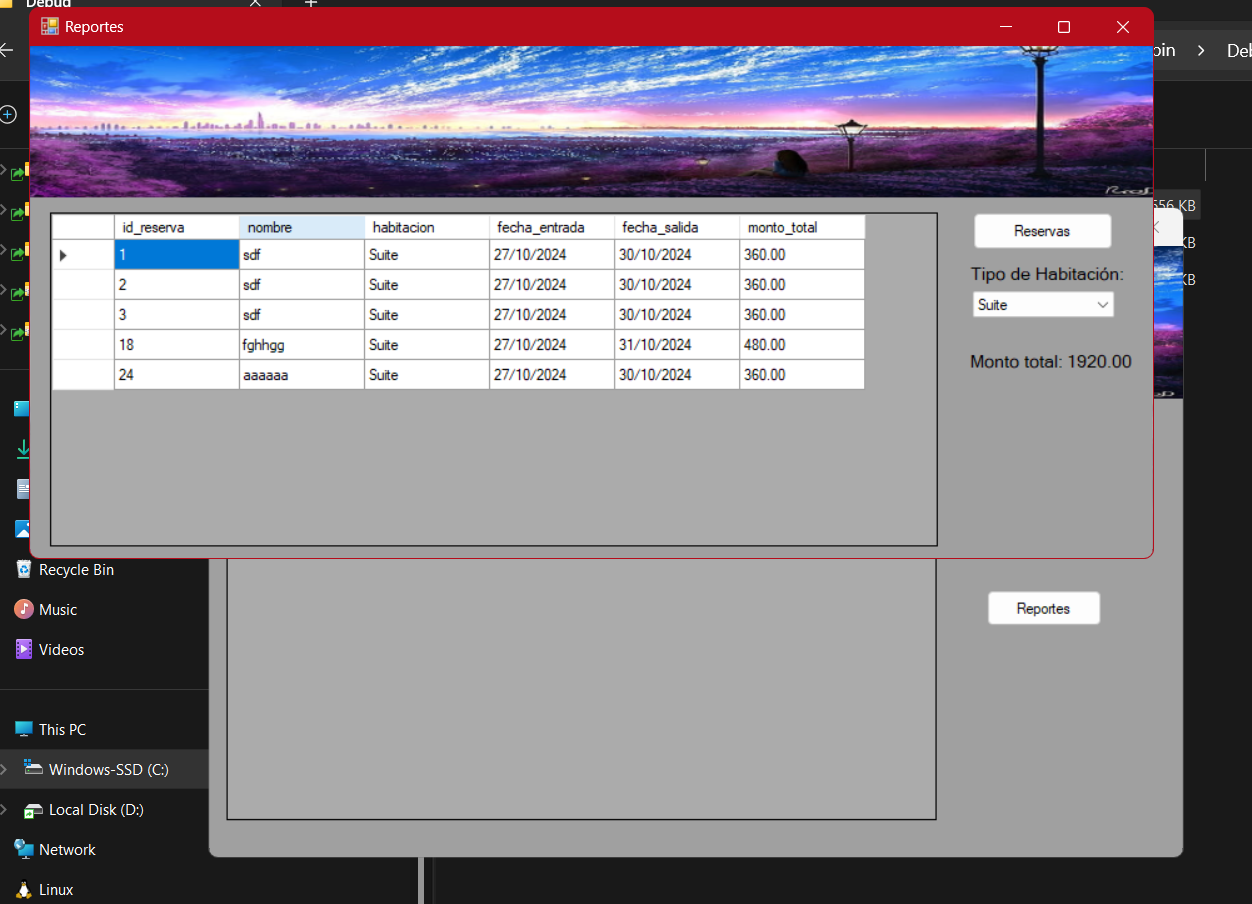 Debug
Reportes
bin
Deb
id_reserva nombre habitacion fecha_entrada fecha_salida monto_total
1 sdf Suite 27/10/2024 30/10/2024 360.00
2 sdf Suite 27/10/2024 30/10/2024 360.00
3 sdf Suite 27/10/2024 30/10/2024 360.00
18 fghhgg Suite 27/10/2024 31/10/2024 480.00
24 aaaaaa Suite 27/10/2024 30/10/2024 360.00
Reservas
Tipo de Habitación:
Suite
Monto total: 1920.00
556 KB
KB
KB
Reportes
Recycle Bin
Music
Videos
This PC
Windows-SSD (C:)
Local Disk (D:)
Network
Linux